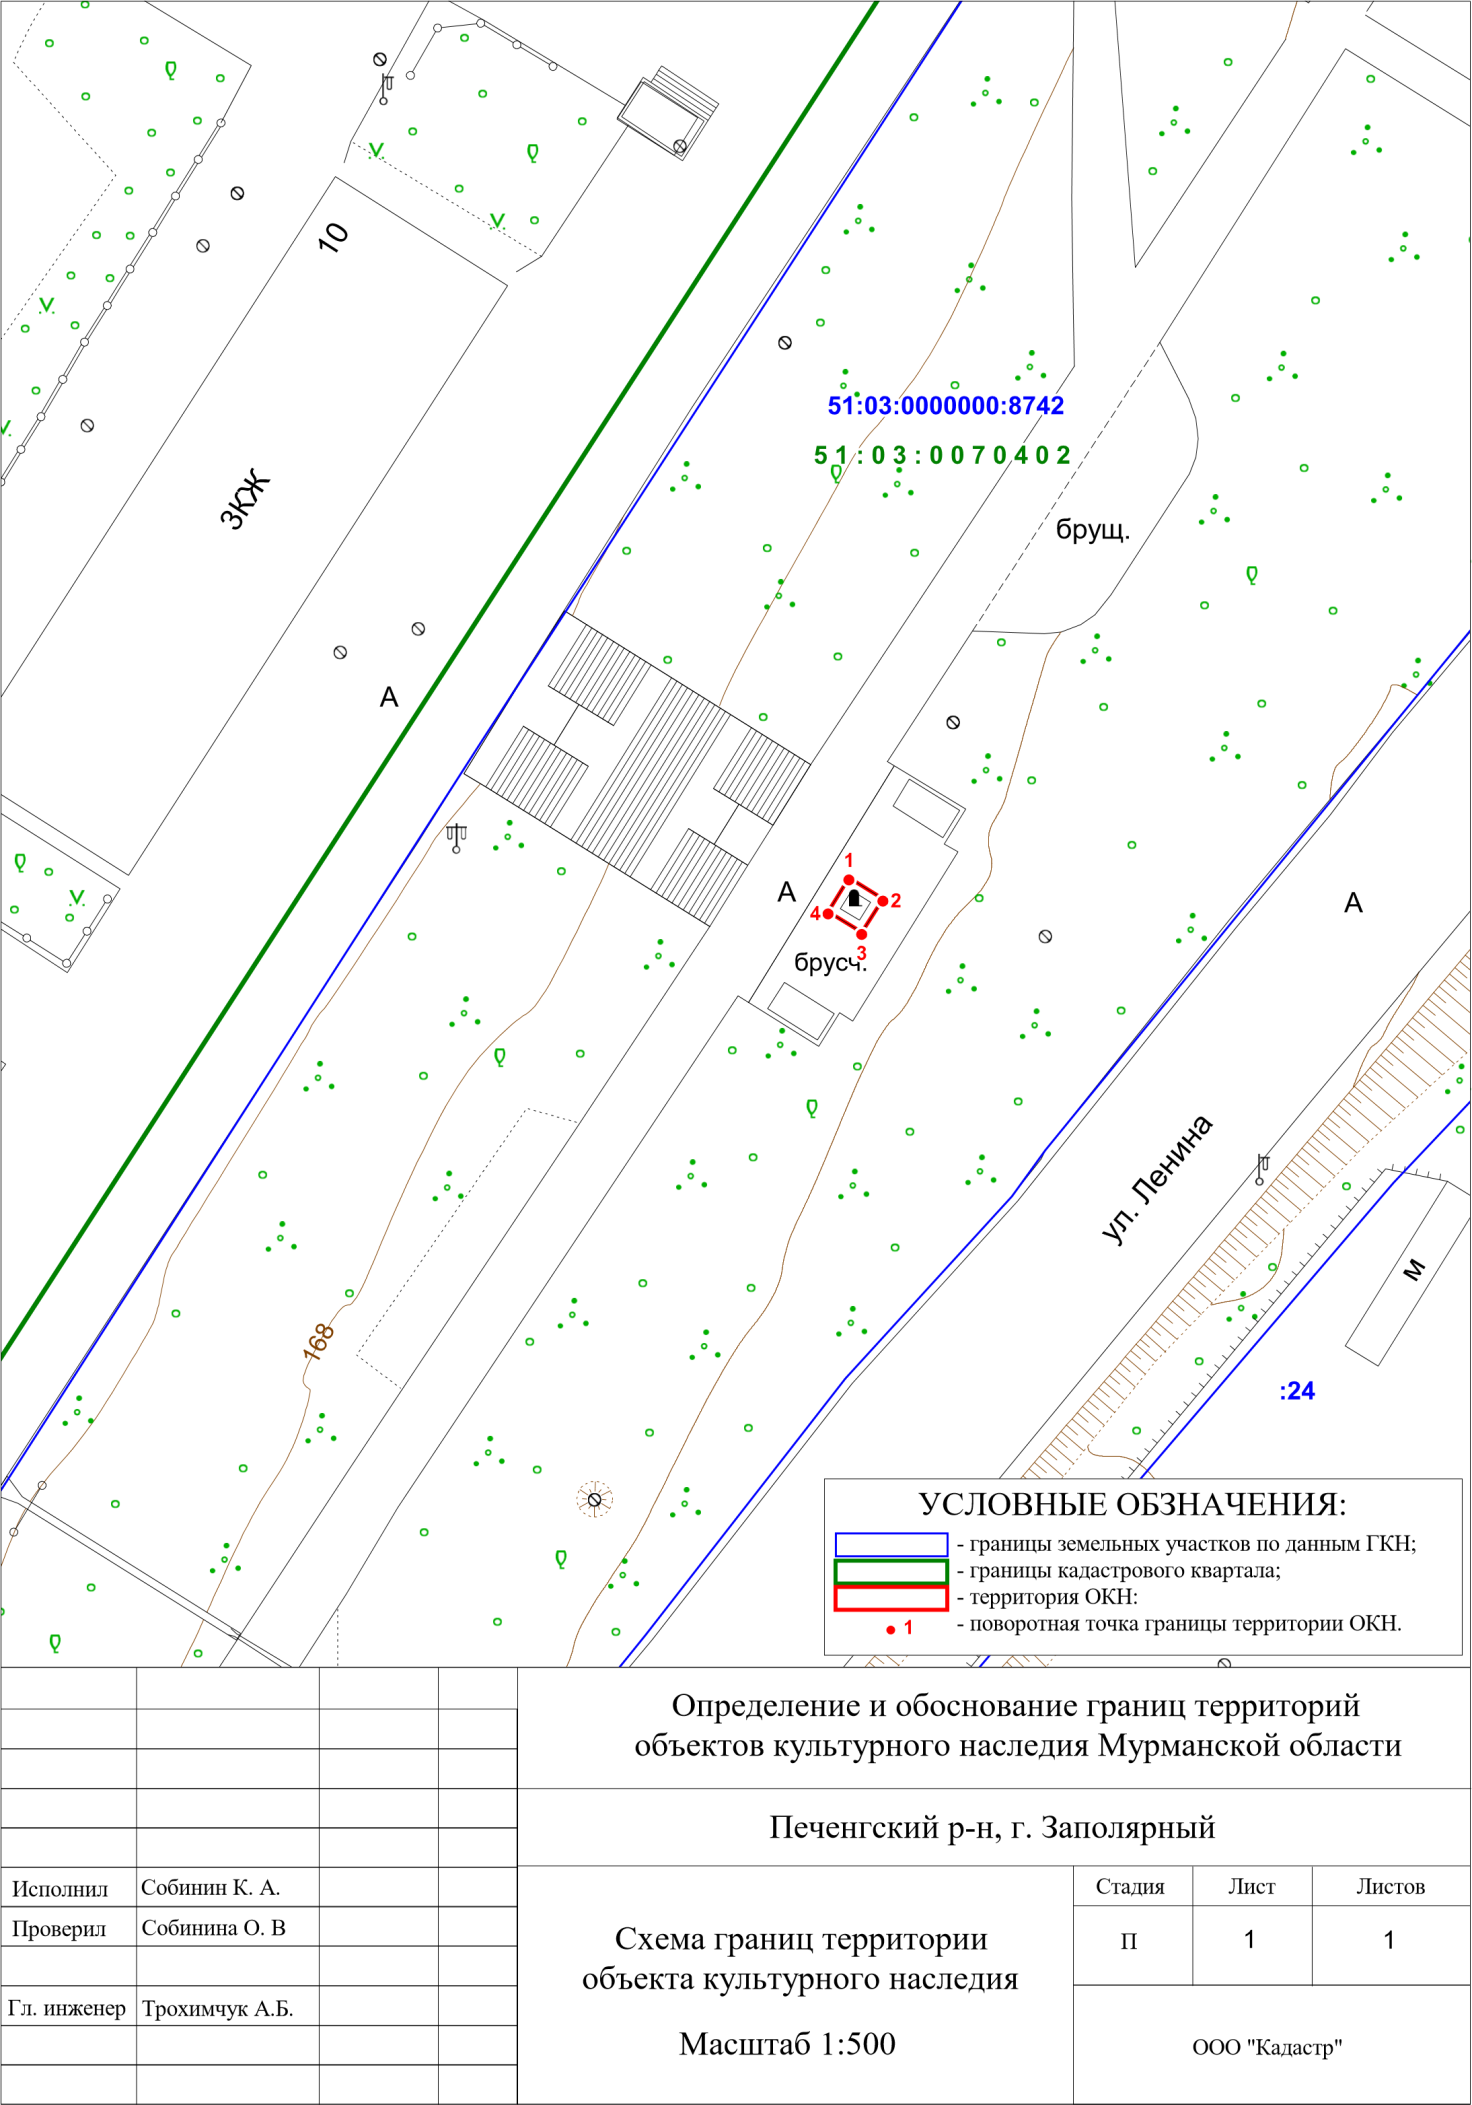 10
3КЖ
А
51:03:0000000:8742
51:03:0070402
брущ.
А
1
2
3
4
брусч.
А
ул. Ленина
м
168
:24
УСЛОВНЫЕ ОБЗНАЧЕНИЯ:
- границы земельных участков по данным ГКН;
- границы кадастрового квартала;
- территория ОКН:
1 - поворотная точка границы территории ОКН.
Определение и обоснование границ территорий
объектов культурного наследия Мурманской области
Печенгский р-н, г. Заполярный
Исполнил Собинин К. А.
Проверил Собинина О. В
Гл. инженер Трохимчук А.Б.
Схема границ территории
объекта культурного наследия
Масштаб 1:500
Стадия Лист Листов
П 1 1
ООО "Кадастр"